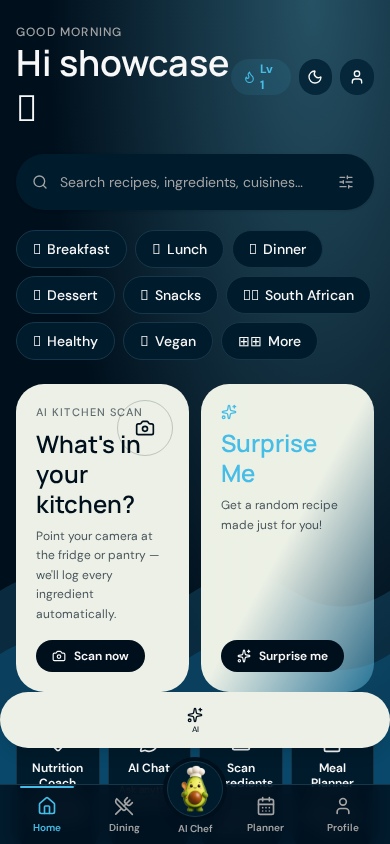 GOOD MORNING
Hi showcase
Lv
1
Search recipes, ingredients, cuisines...
Breakfast
Lunch
Dinner
Dessert
Snacks
South African
Healthy
Vegan
More
AI KITCHEN SCAN
What's in
your
kitchen?
Point your camera at
the fridge or pantry —
we'll log every
ingredient
automatically.
Scan now
Surprise
Me
Get a random recipe
made just for you!
Surprise me
AI
Nutrition
Coach
AI Chat
Scan
Meal
Planner
Home
Dining
AI Chef
Planner
Profile